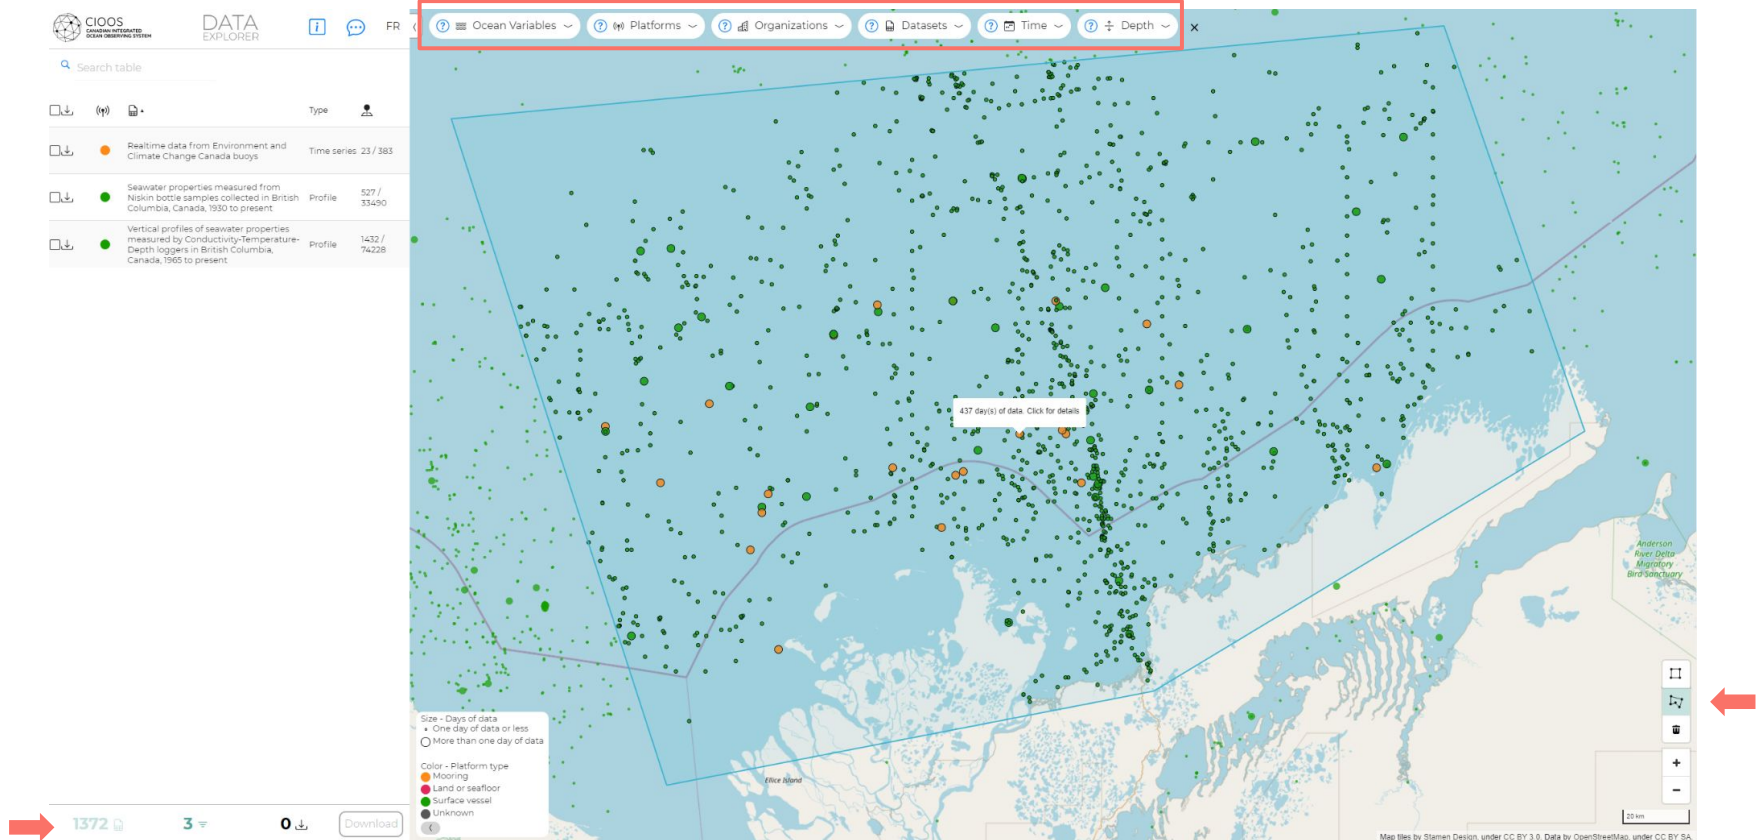 CIOOS
CANADIAN INTEGRATED
OCEAN OBSERVING SYSTEM
DATA
EXPLORER
FR
Ocean Variables
Platforms
Organizations
Datasets
Time
Depth
Search table
Type
Realtime data from Environment and
Climate Change Canada buoys
Time series
23 / 383
Seawater properties measured from
Niskin bottle samples collected in British
Columbia, Canada, 1930 to present
Profile
527 /
33490
Vertical profiles of seawater properties
measured by Conductivity-Temperature-
Depth loggers in British Columbia,
Canada, 1965 to present
Profile
1432 /
74228
437 day(s) of data. Click for details
Anderson
River Delta
Migratory
Bird Sanctuary
Ellice Island
Size - Days of data
One day of data or less
More than one day of data
Color - Platform type
Mooring
Land or seafloor
Surface vessel
Unknown
1372
3
0
Download
20 km
Map tiles by Stamen Design, under CC BY 3.0. Data by OpenStreetMap, under CC BY SA.